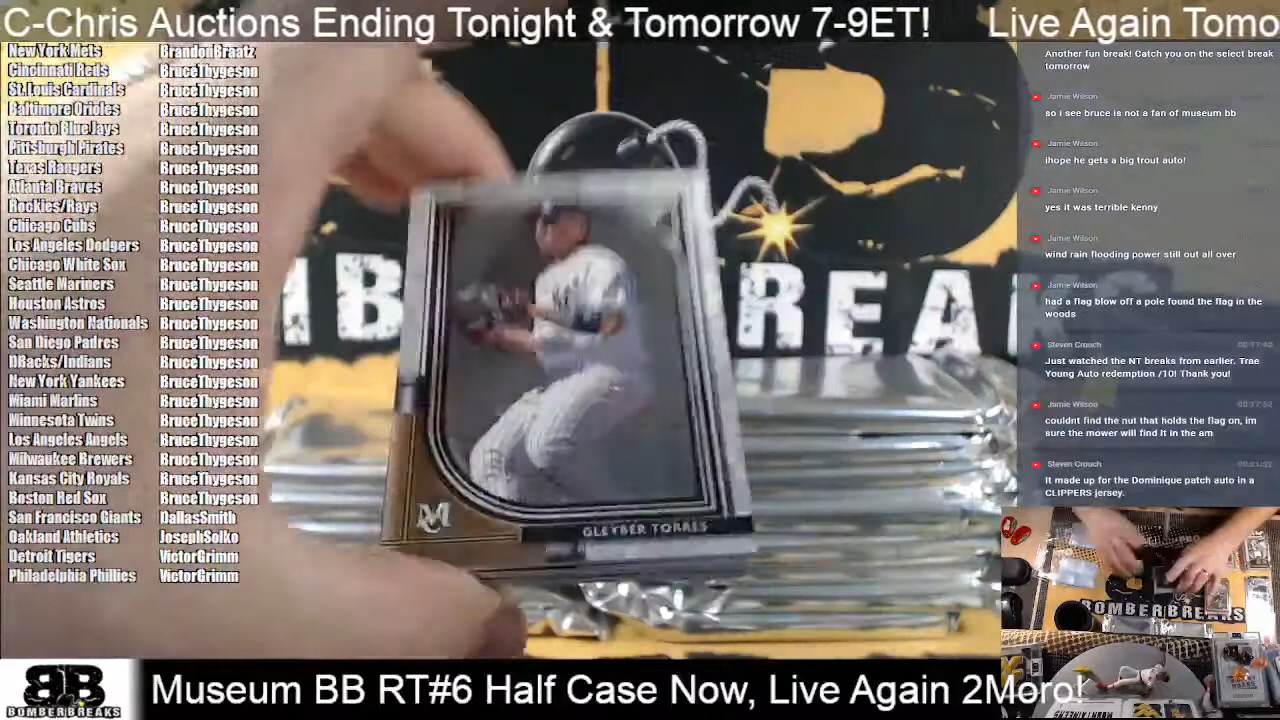 C-Chris Auctions Ending Tonight & Tomorrow 7-9ET! Live Again Tomo
New York Mets BrandonBraatz
Cincinnati Reds BruceThygeson
St. Louis Cardinals BruceThygeson
Baltimore Orioles BruceThygeson
Toronto Blue Jays BruceThygeson
Pittsburgh Pirates BruceThygeson
Texas Rangers BruceThygeson
Atlanta Braves BruceThygeson
Rockies/Rays BruceThygeson
Chicago Cubs BruceThygeson
Los Angeles Dodgers BruceThygeson
Chicago White Sox BruceThygeson
Seattle Mariners BruceThygeson
Houston Astros BruceThygeson
Washington Nationals BruceThygeson
San Diego Padres BruceThygeson
DBacks/Indians BruceThygeson
New York Yankees BruceThygeson
Miami Marlins BruceThygeson
Minnesota Twins BruceThygeson
Los Angeles Angels BruceThygeson
Milwaukee Brewers BruceThygeson
Kansas City Royals BruceThygeson
Boston Red Sox BruceThygeson
San Francisco Giants DallasSmith
Oakland Athletics JosephSolko
Detroit Tigers VictorGrimm
Philadelphia Phillies VictorGrimm
MB BREA
GLEYBER TORRES
Another fun break! Catch you on the select break
tomorrow
Jamie Wilson
so i see bruce is not a fan of museum bb
Jamie Wilson
ihope he gets a big trout auto!
Jamie Wilson
yes it was terrible kenny
Jamie Wilson
wind rain flooding power still out all over
Jamie Wilson
had a flag blow off a pole found the flag in the
woods
Steven Crouch 00:17:40
Just watched the NT breaks from earlier. Trae
Young Auto redemption /10! Thank you!
Jamie Wilson 00:17:52
couldnt find the nut that holds the flag on, im
sure the mower will find it in the am
Steven Crouch
It made up for the Dominique patch auto in a
CLIPPERS jersey.
BOMBERBREAKS
BB
BOMBERBREAKS
Museum BB RT#6 Half Case Now, Live Again 2Moro!